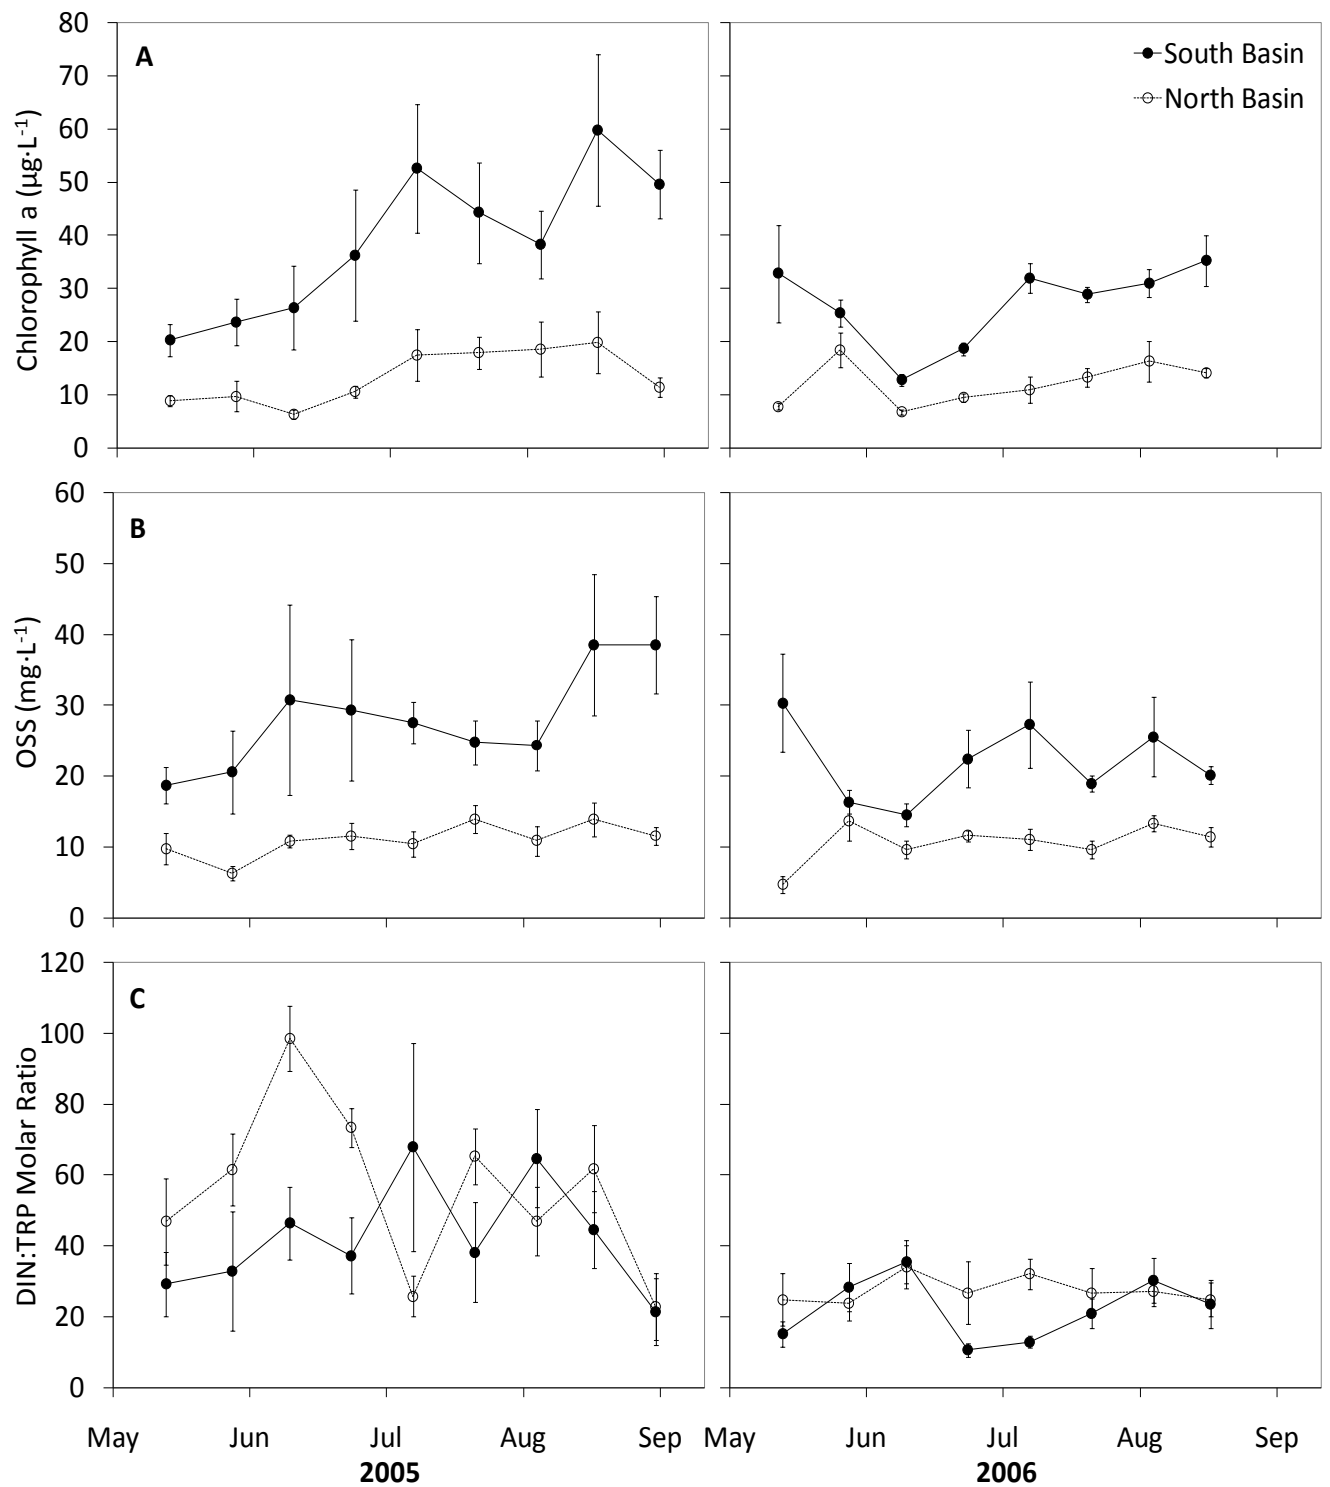 A
South Basin
North Basin
Chlorophyll a (µg·L-1)
80
70
60
50
40
30
20
10
0
B
OSS (mg·L-1)
60
50
40
30
20
10
0
C
DIN:TRP Molar Ratio
120
100
80
60
40
20
0
May Jun Jul Aug Sep May Jun Jul Aug Sep
2005 2006